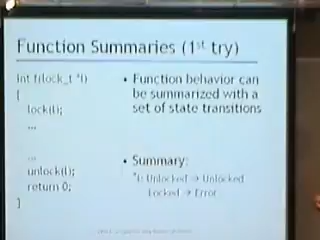 Function Summaries (1st try)
int f(lock_t *l)
{
lock(l);
...
...
unlock(l);
return 0;
}
• Function behavior can
be summarized with a
set of state transitions
• Summary:
*l: Unlocked → Unlocked
Locked → Error